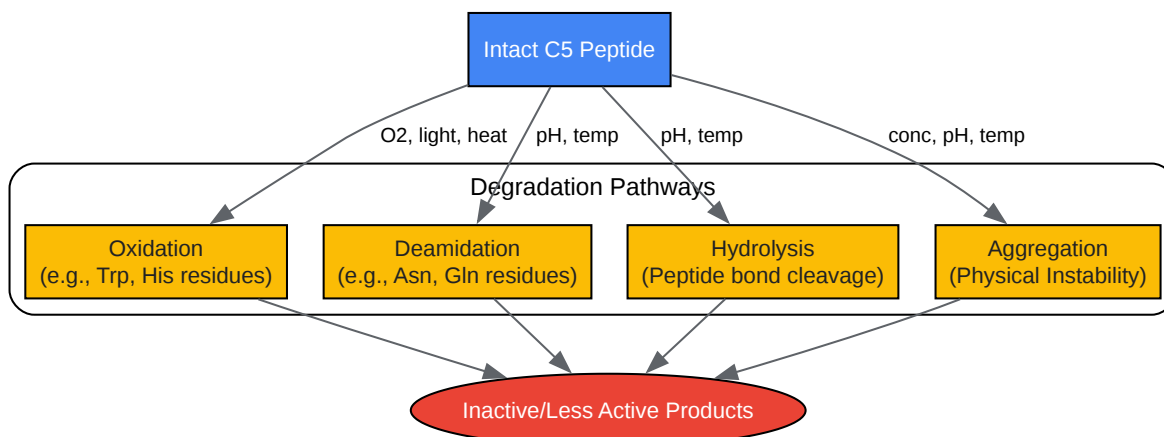 Intact C5 Peptide
O2, light, heat
pH, temp
pH, temp
conc, pH, temp
Degradation Pathways
Oxidation
(e.g., Trp, His residues)
Deamidation
(e.g., Asn, Gln residues)
Hydrolysis
(Peptide bond cleavage)
Aggregation
(Physical Instability)
Inactive/Less Active Products